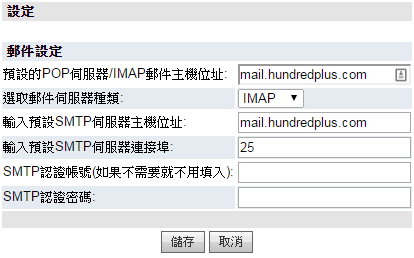 設定
郵件設定
預設的POP伺服器/IMAP郵件主機位址: mail.hundredplus.com
選取郵件伺服器種類: IMAP
輸入預設SMTP伺服器主機位址: mail.hundredplus.com
輸入預設SMTP伺服器連接埠: 25
SMTP認證帳號(如果不需要就不用填入):
SMTP認證密碼:
儲存 取消